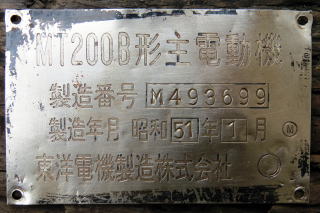 MT200B形主電動機
製造番号 M493699
製造年月 昭和51年1月 Ⓜ
東洋電機製造株式会社